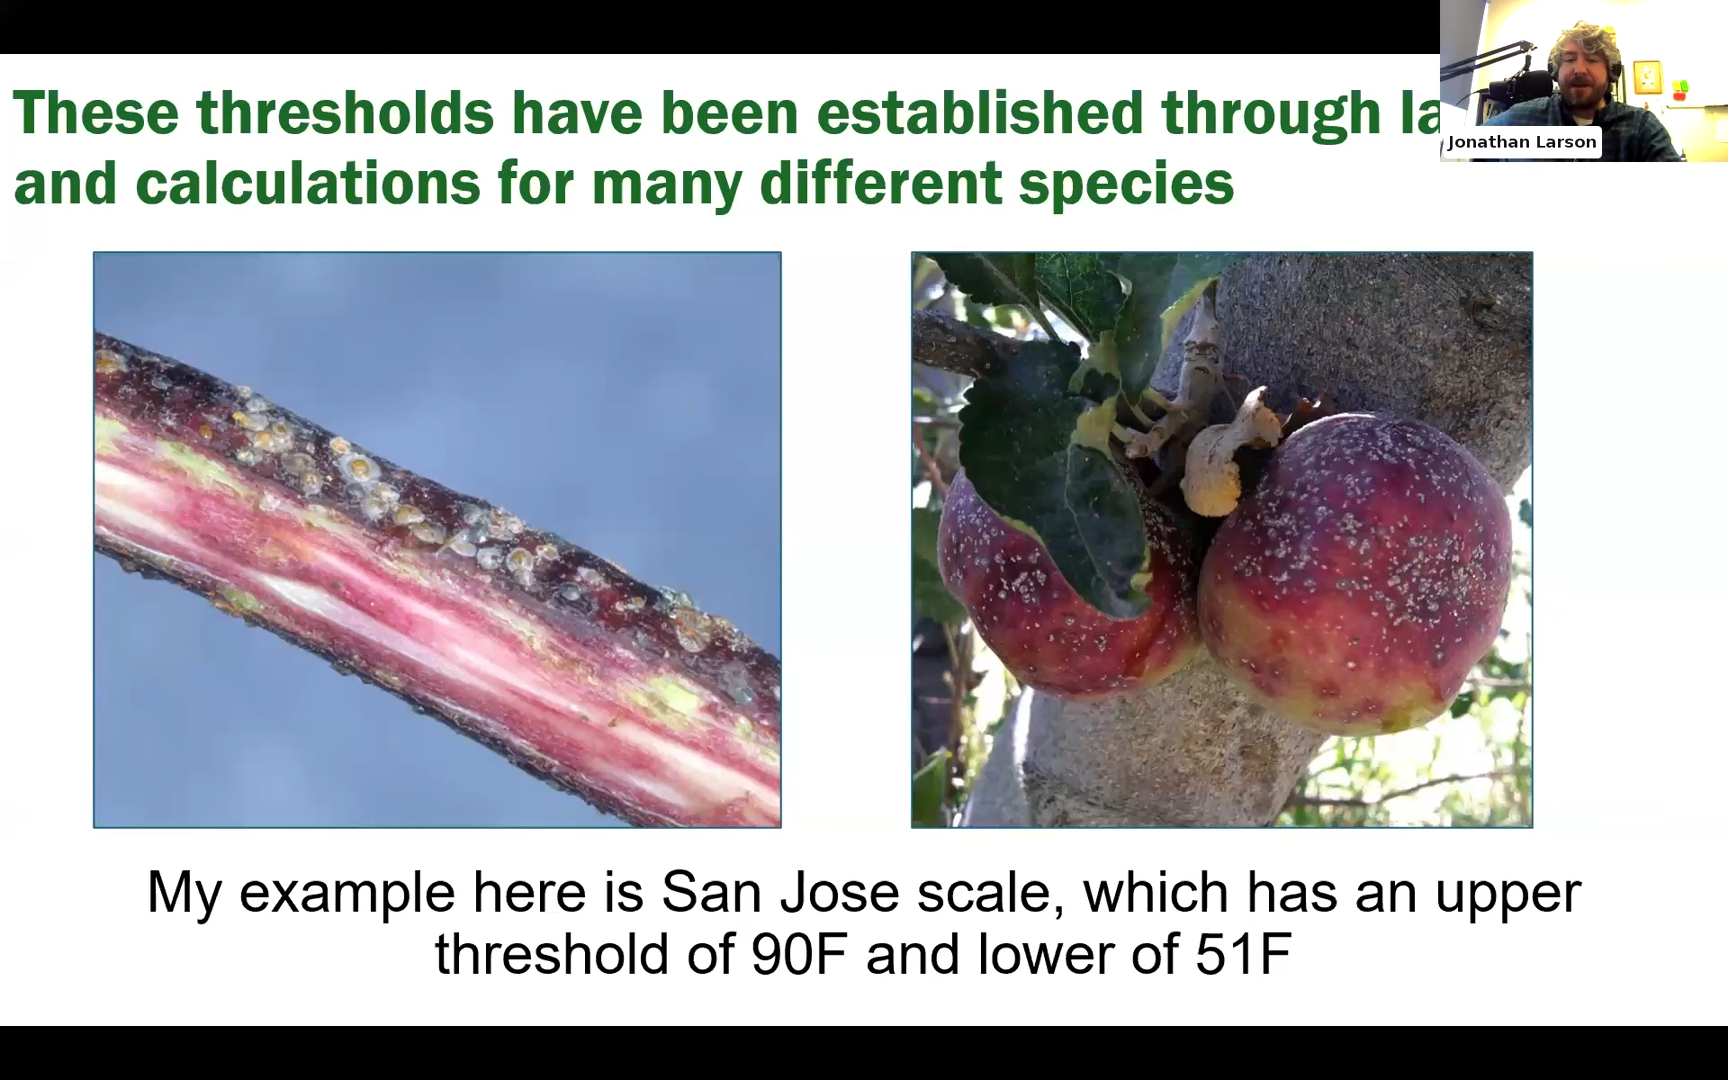 These thresholds have been established through
and calculations for many different species
Jonathan Larson
My example here is San Jose scale, which has an upper
threshold of 90F and lower of 51F